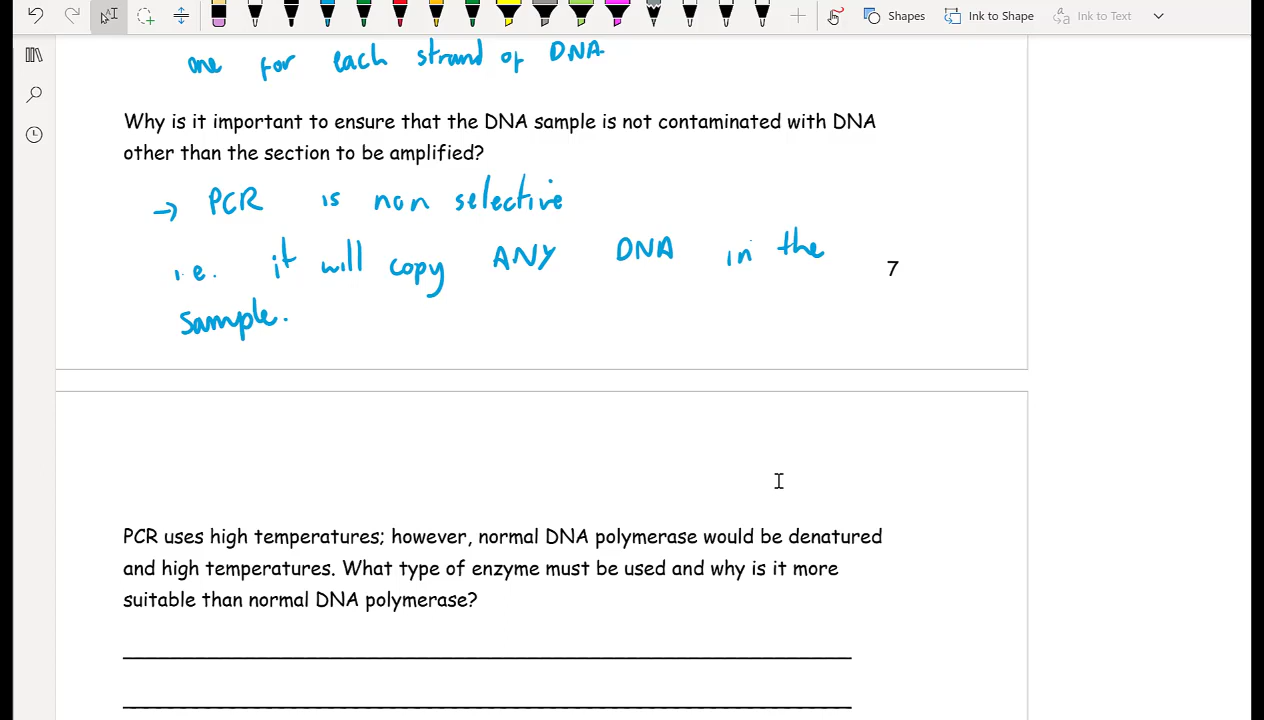 Shapes
Ink to Shape
Ink to Text
one for each strand of DNA
Why is it important to ensure that the DNA sample is not contaminated with DNA
other than the section to be amplified?
→ PCR is non selective
i.e. it will copy ANY DNA in the
sample.
7
PCR uses high temperatures; however, normal DNA polymerase would be denatured
and high temperatures. What type of enzyme must be used and why is it more
suitable than normal DNA polymerase?